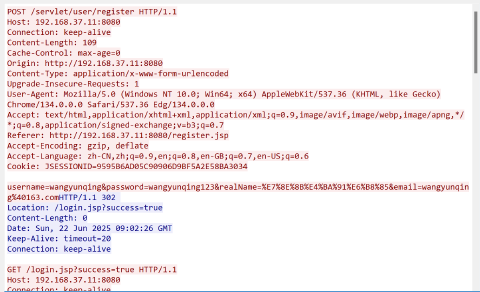 POST /servlet/user/register HTTP/1.1
Host: 192.168.37.11:8080
Connection: keep-alive
Content-Length: 109
Cache-Control: max-age=0
Origin: http://192.168.37.11:8080
Content-Type: application/x-www-form-urlencoded
Upgrade-Insecure-Requests: 1
User-Agent: Mozilla/5.0 (Windows NT 10.0; Win64; x64) AppleWebKit/537.36 (KHTML, like Gecko)
Chrome/134.0.0.0 Safari/537.36 Edg/134.0.0.0
Accept: text/html,application/xhtml+xml,application/xml;q=0.9,image/avif,image/webp,image/apng,*/
*;q=0.8,application/signed-exchange;v=b3;q=0.7
Referer: http://192.168.37.11:8080/register.jsp
Accept-Encoding: gzip, deflate
Accept-Language: zh-CN,zh;q=0.9,en;q=0.8,en-GB;q=0.7,en-US;q=0.6
Cookie: JSESSIONID=9595B6AD05C90906D9BF5A2E58BA3034
username=wangyunqing&password=wangyunqing123&realName=%E7%8E%8B%E4%BA%91%E6%B8%85&email=wangyunqin
g%40163.comHTTP/1.1 302
Location: /login.jsp?success=true
Content-Length: 0
Date: Sun, 22 Jun 2025 09:02:26 GMT
Keep-Alive: timeout=20
Connection: keep-alive
GET /login.jsp?success=true HTTP/1.1
Host: 192.168.37.11:8080
Connection: keep-alive